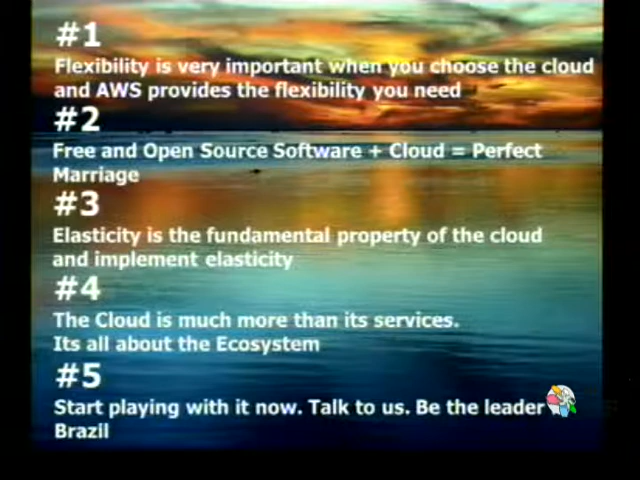 #1
Flexibility is very important when you choose the cloud
and AWS provides the flexibility you need
#2
Free and Open Source Software + Cloud = Perfect
Marriage
#3
Elasticity is the fundamental property of the cloud
and implement elasticity
#4
The Cloud is much more than its services.
Its all about the Ecosystem
#5
Start playing with it now. Talk to us. Be the leader
Brazil